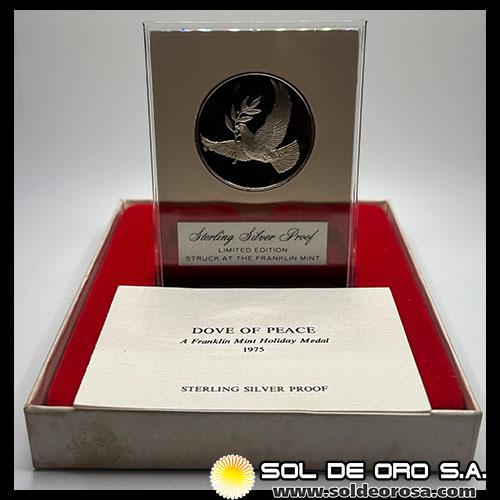 Sterling Silver Proof
LIMITED EDITION
STRUCK AT THE FRANKLIN MINT
DOVE OF PEACE
A Franklin Mint Holiday Medal
1975
STERLING SILVER PROOF
SOL DE ORO S.A.
www.soldeorosa.com